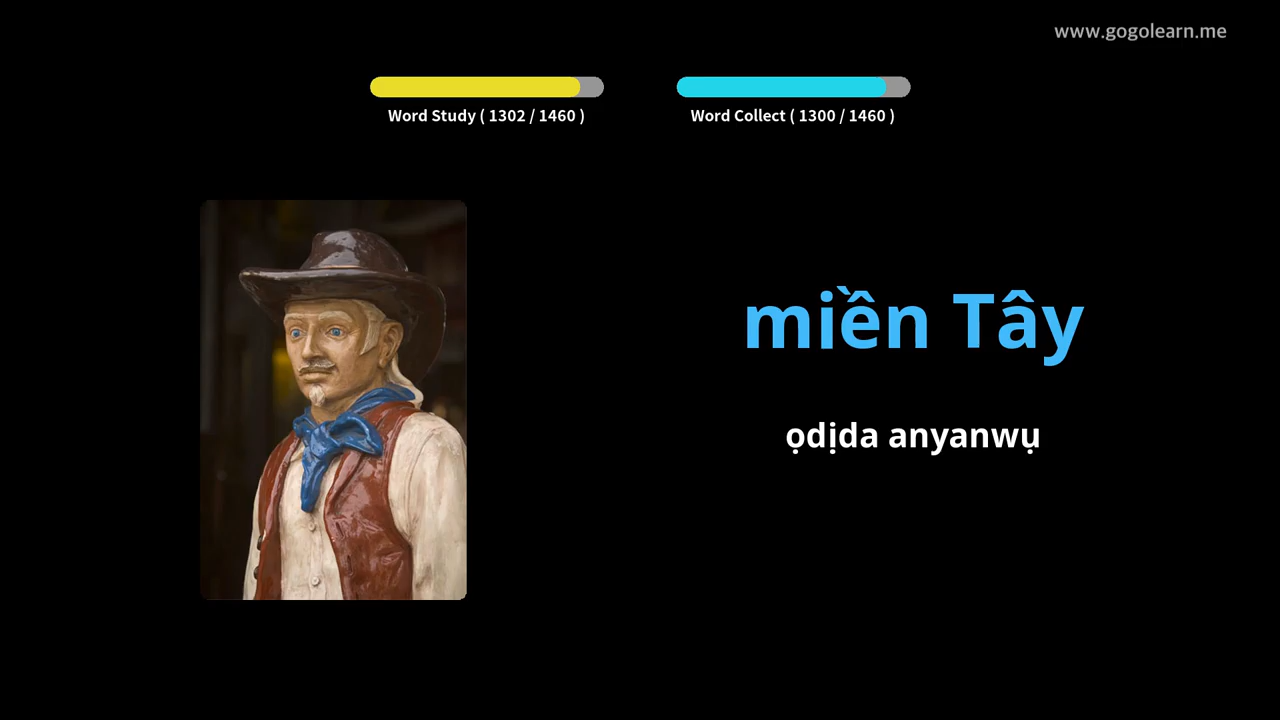 www.gogolearn.me
Word Study ( 1302 / 1460 )
Word Collect ( 1300 / 1460 )
miền Tây
ọdịda anyanwụ